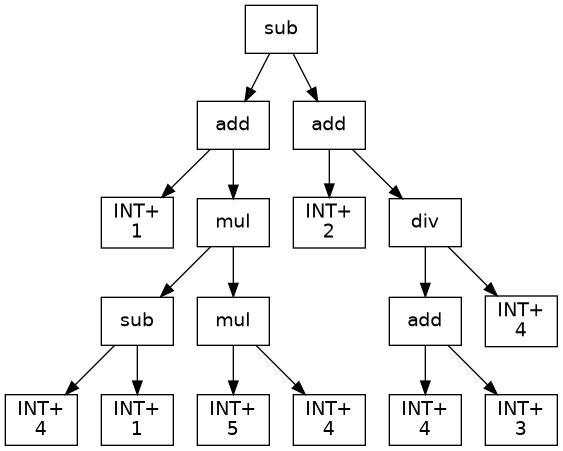 sub
add
add
INT+
1
mul
INT+
2
div
sub
mul
add
INT+
4
INT+
4
INT+
1
INT+
5
INT+
4
INT+
4
INT+
3